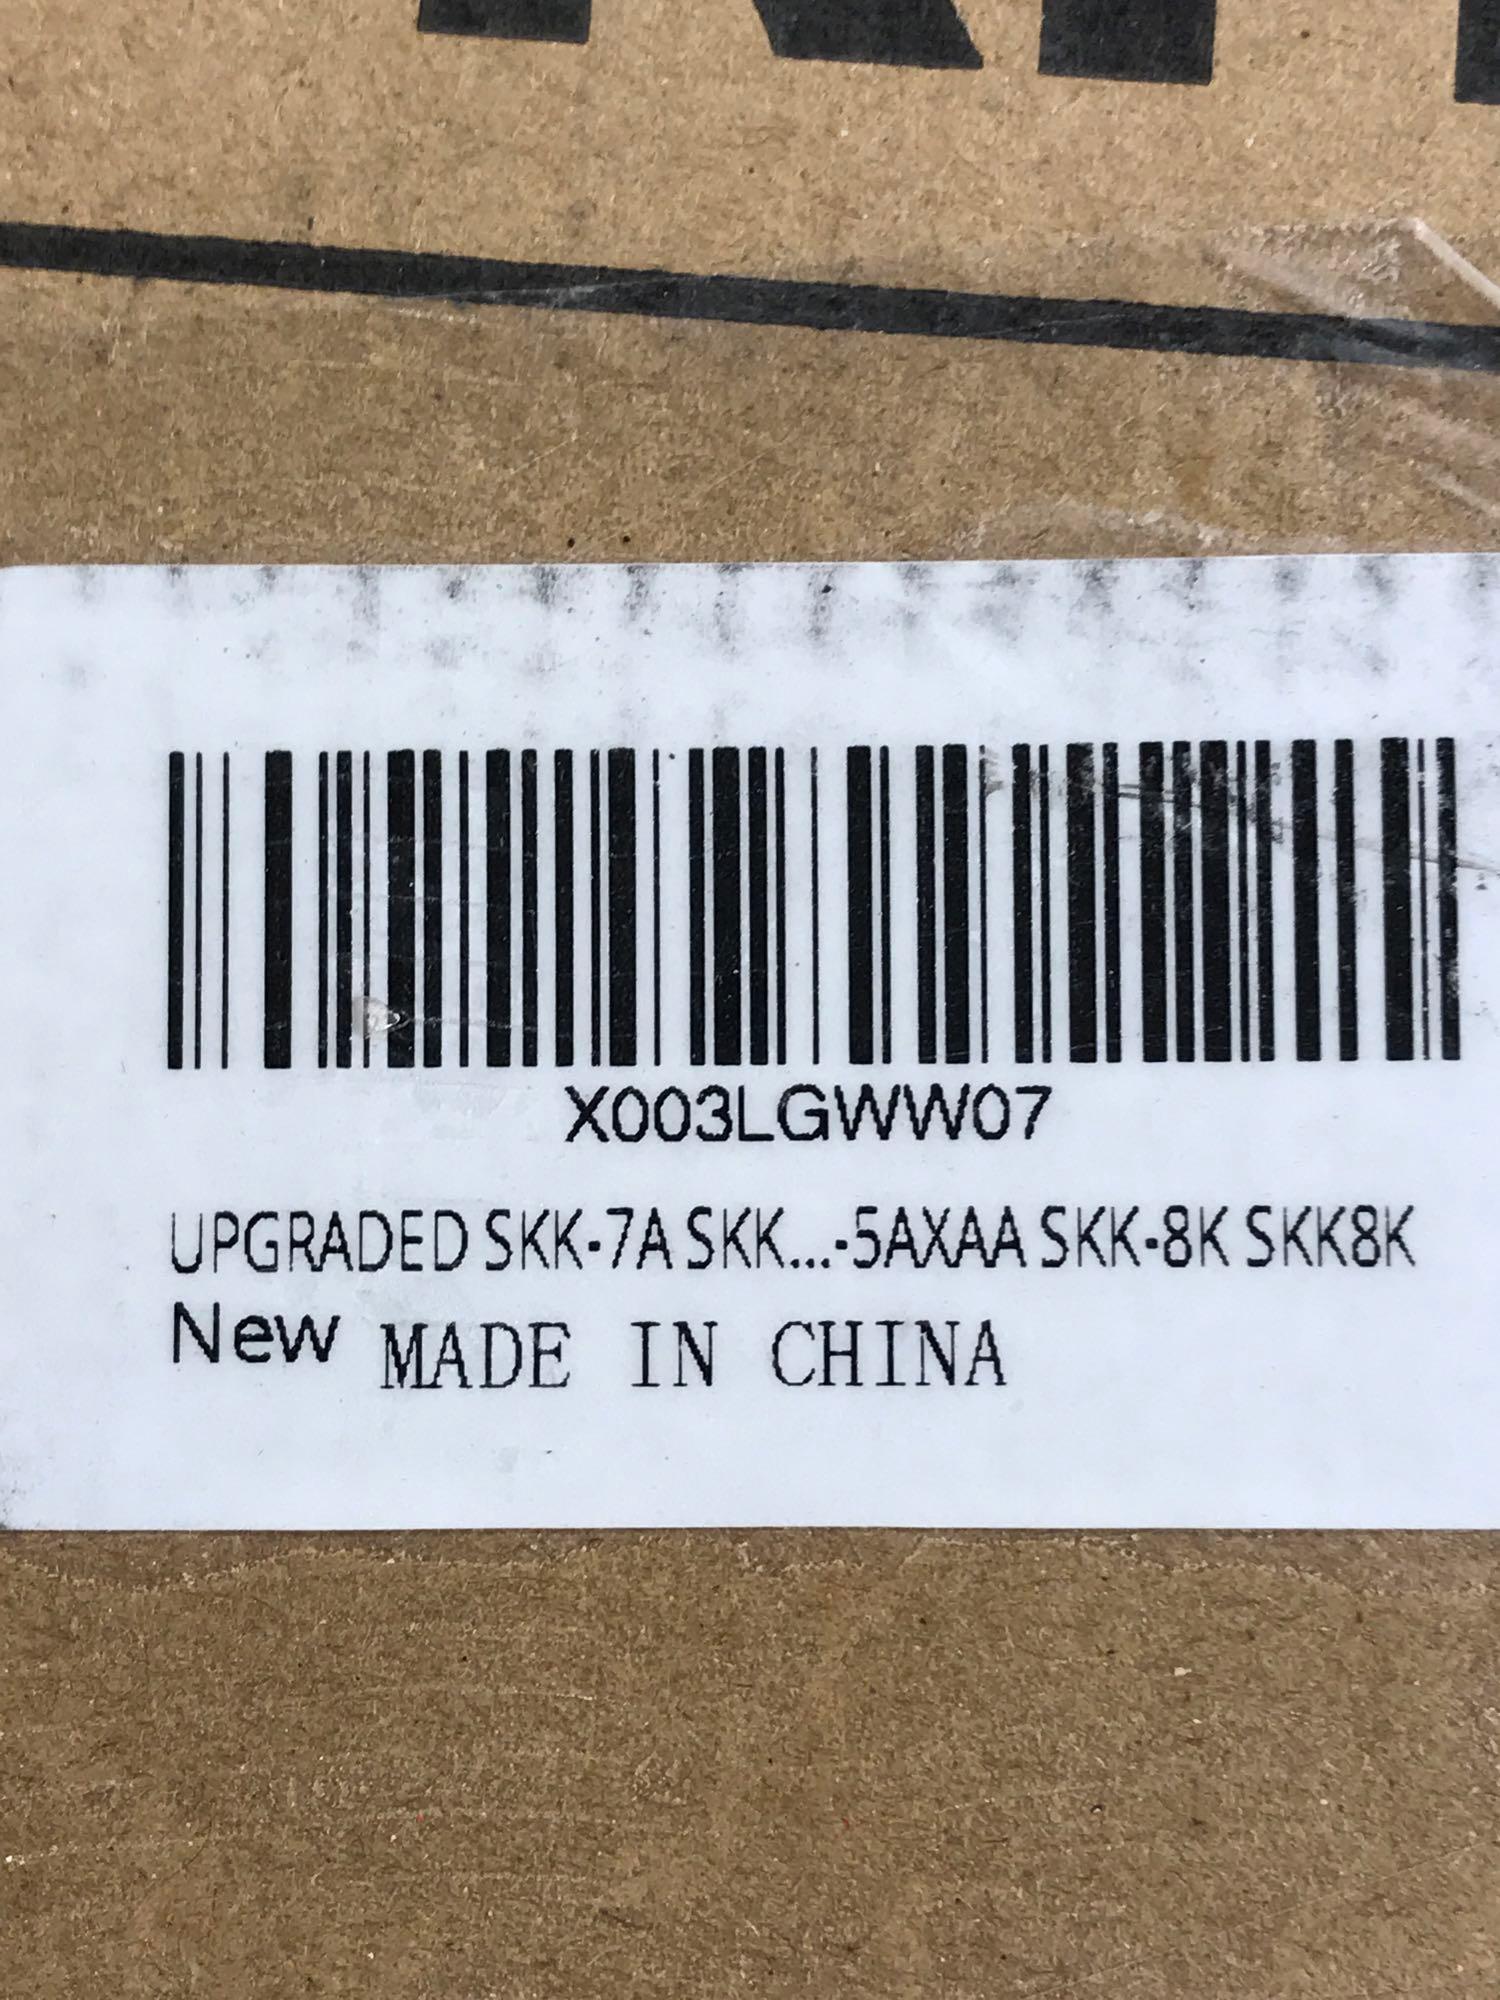 X003LGWW07
UPGRADED SKK-7A SKK...-5AXAA SKK-8K SKK8K
New MADE IN CHINA